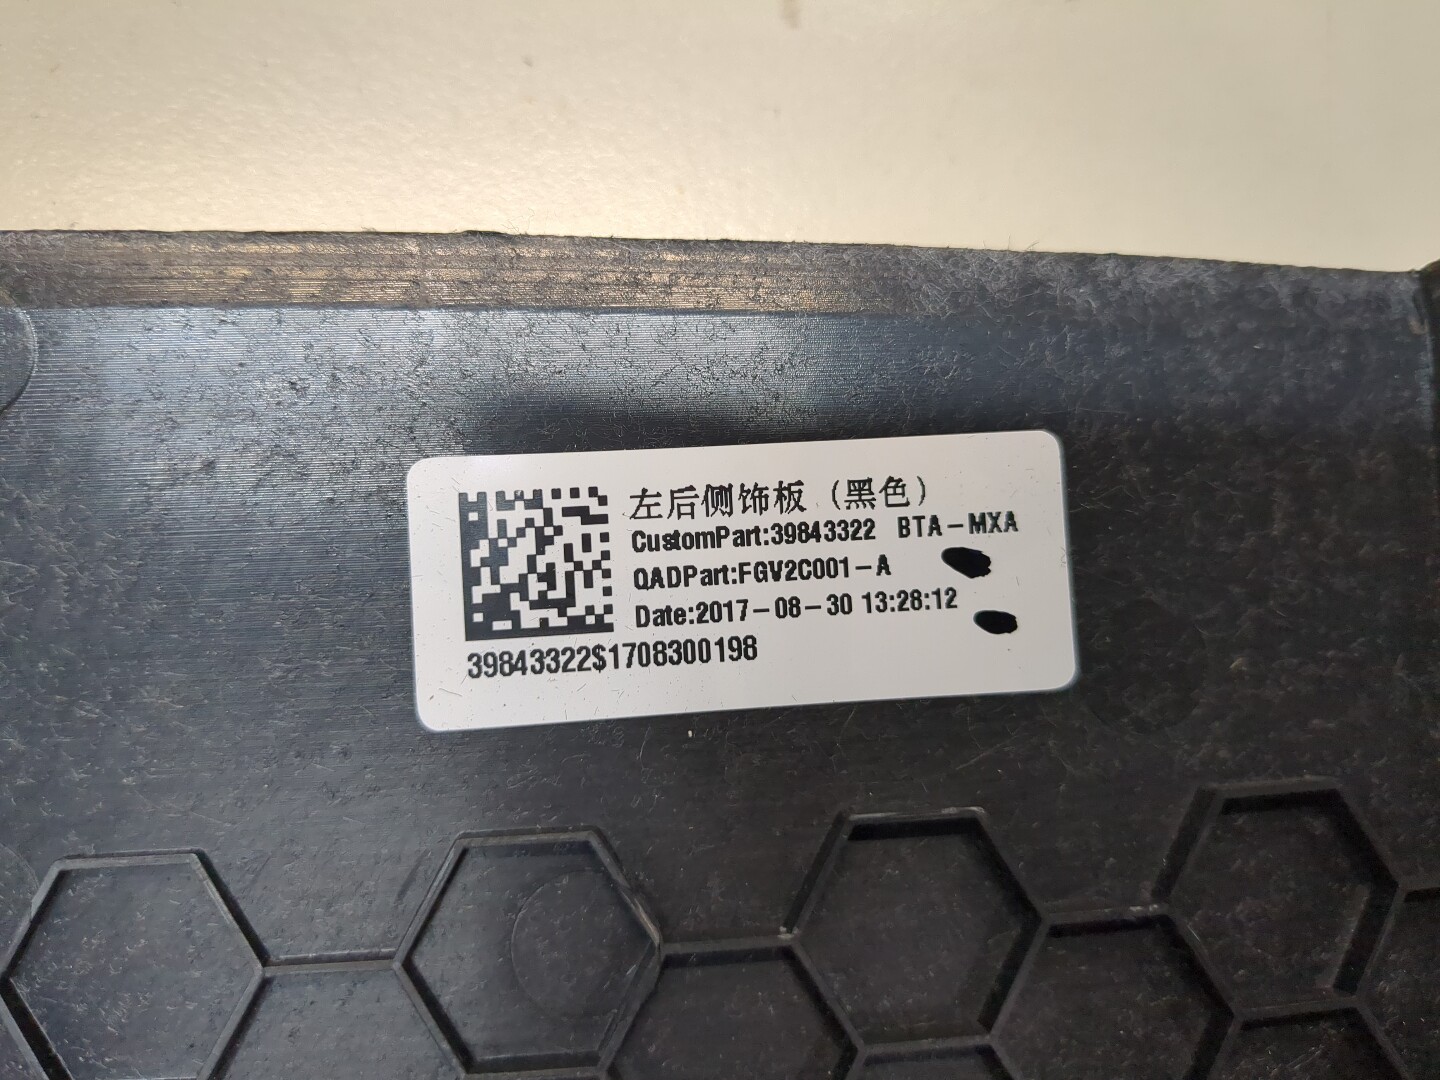 左后侧饰板（黑色）
CustomPart:39843322 BTA-MXA
QADPart:FGV2C001-A
Date:2017-08-30 13:28:12
39843322$1708300198